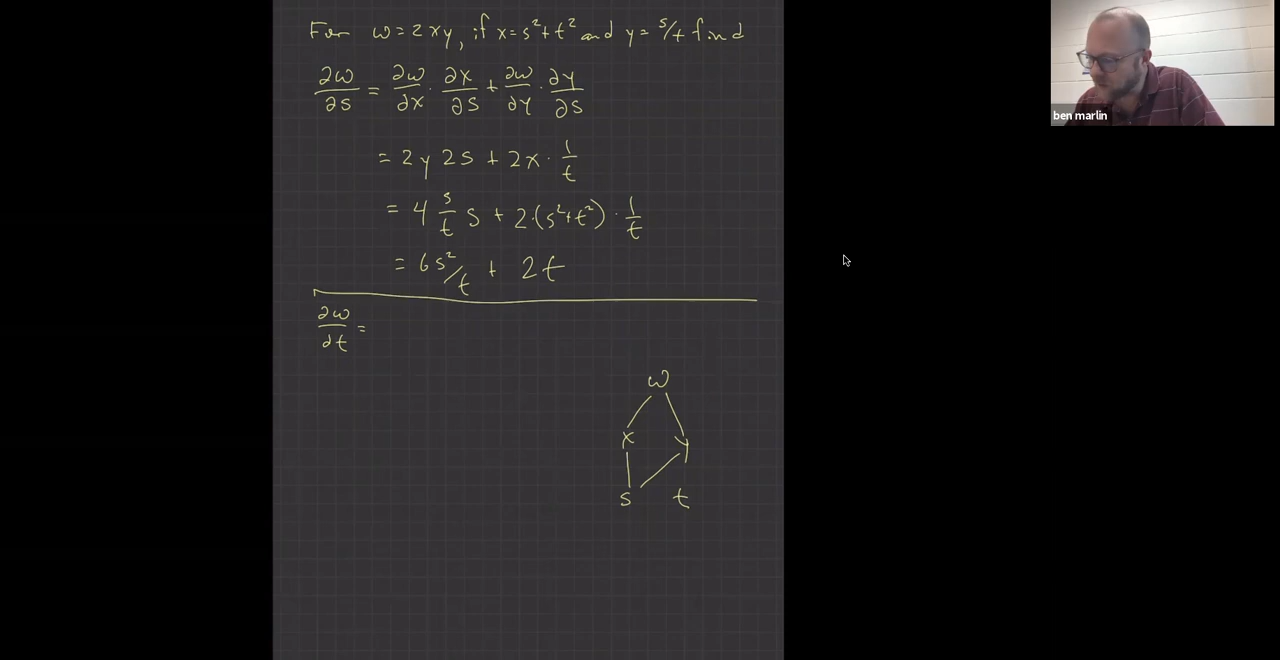 For w = 2xy, if x = s² + t² and y = s/t find
∂w/∂s = ∂w/∂x · ∂x/∂s + ∂w/∂y · ∂y/∂s
= 2y 2s + 2x · 1/t
= 4 s/t s + 2·(s²+t²) · 1/t
= 6s²/t + 2t
∂w/∂t =
w
x y
s t
ben marlin